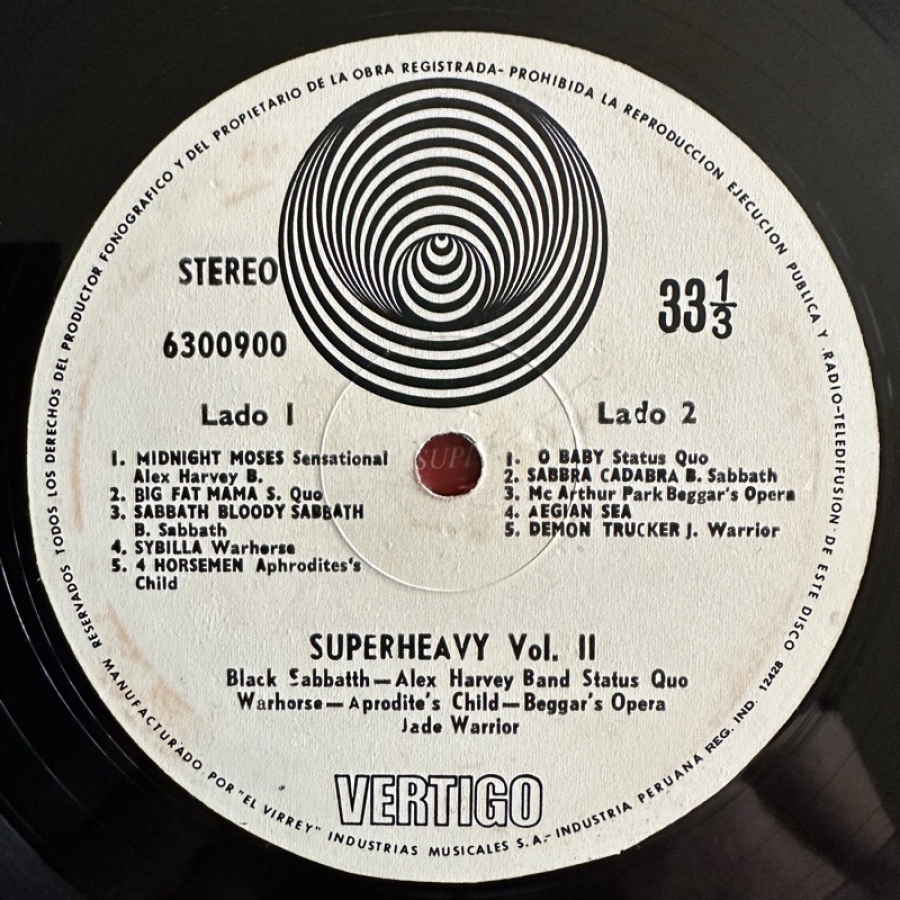 RESERVADOS TODOS LOS DERECHOS DEL PRODUCTOR FONOGRAFICO Y DEL PROPIETARIO DE LA OBRA REGISTRADA- PROHIBIDA LA REPRODUCCION EJECUCION PUBLICA Y RADIO-TELEDIFUSION DE ESTE DISCO
STEREO
6300900
33 1/3
Lado 1
1. MIDNIGHT MOSES Sensational
Alex Harvey B.
2. BIG FAT MAMA S. Quo
3. SABBATH BLOODY SABBATH
B. Sabbath
4. SYBILLA Warhorse
5. 4 HORSEMEN Aphrodites's
Child
Lado 2
1. O BABY Status Quo
2. SABBRA CADABRA B. Sabbath
3. Mc Arthur Park Beggar's Opera
4. AEGIAN SEA
5. DEMON TRUCKER J. Warrior
SUPE
SUPERHEAVY Vol. II
Black Sabbatth—Alex Harvey Band Status Quo
Warhorse—Aprodite's Child—Beggar's Opera
Jade Warrior
VERTIGO
MANUFACTURADO POR "EL VIRREY" INDUSTRIAS MUSICALES S.A.- INDUSTRIA PERUANA REG. IND. 12428